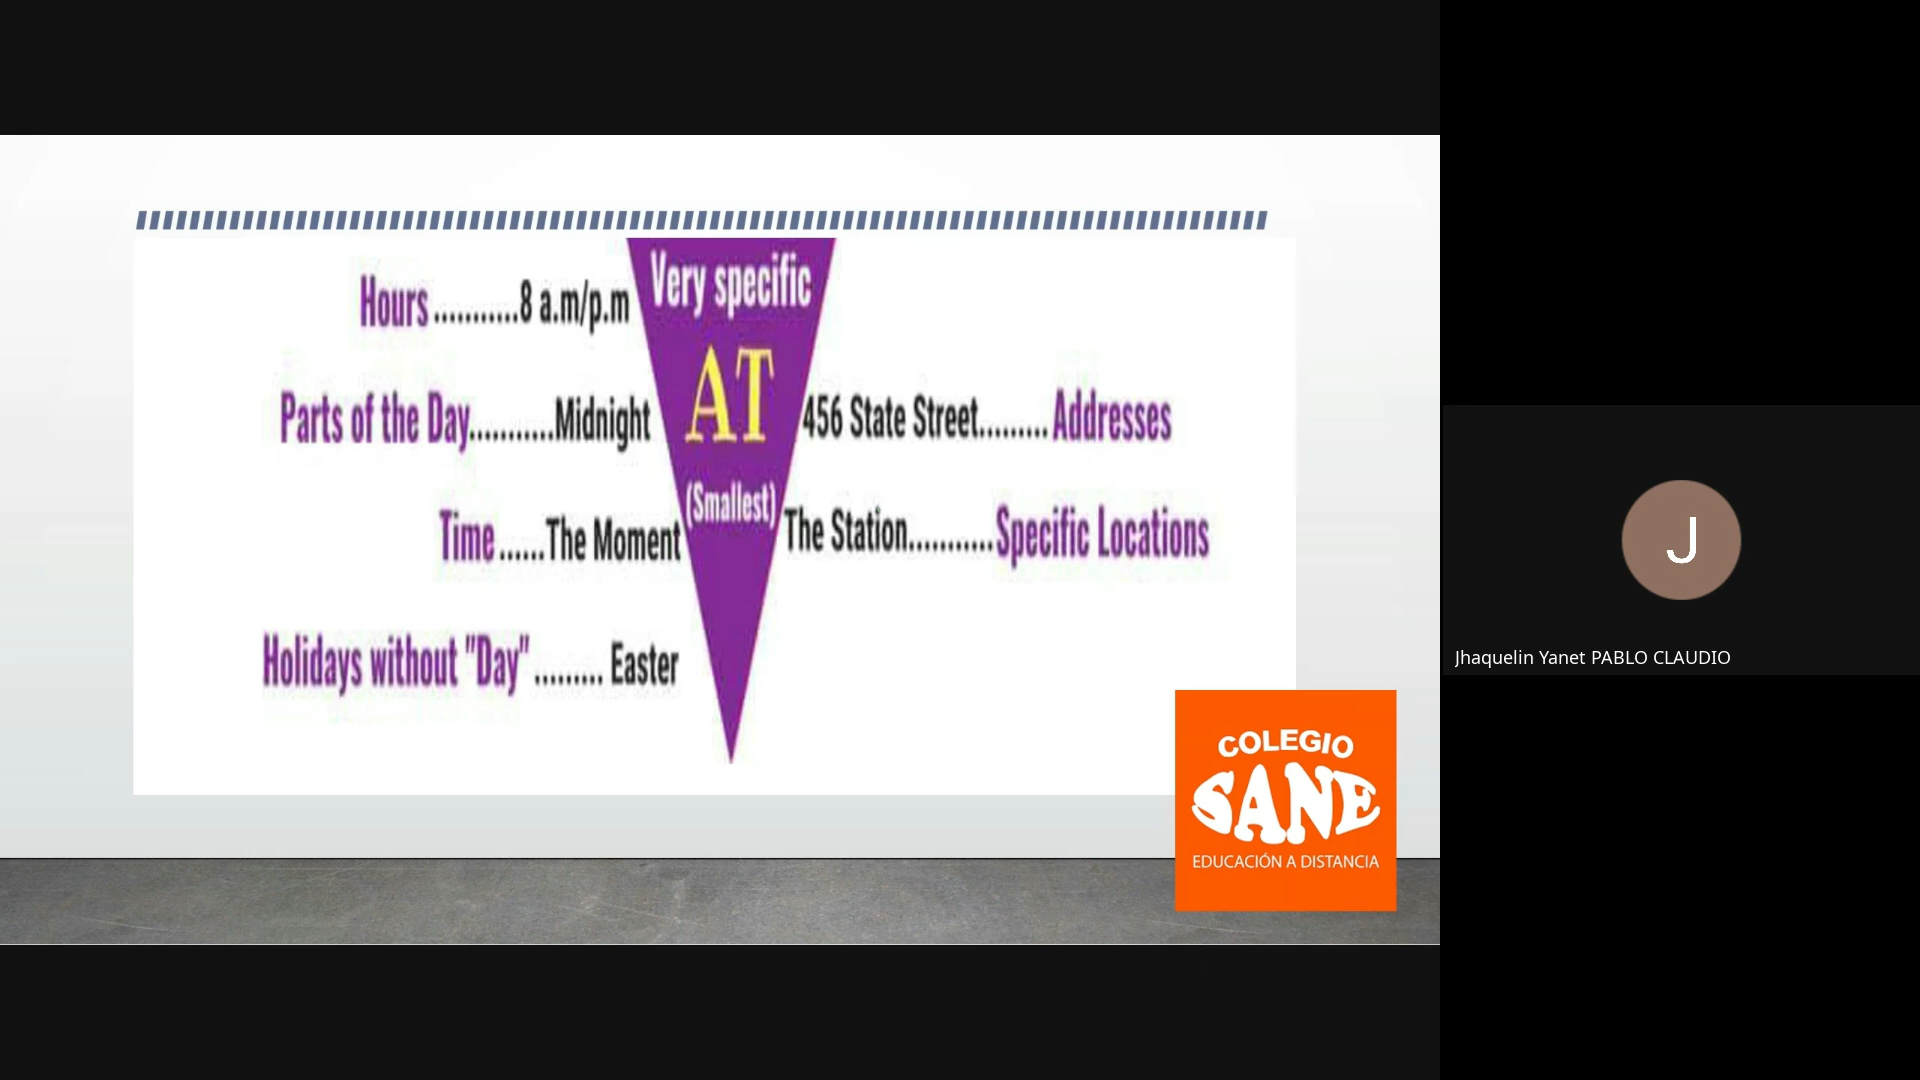 Very specific
Hours ...........8 a.m/p.m
AT
Parts of the Day...........Midnight
456 State Street.........Addresses
(Smallest)
Time ......The Moment
The Station...........Specific Locations
Holidays without "Day" ......... Easter
COLEGIO
SANE
EDUCACIÓN A DISTANCIA
J
Jhaquelin Yanet PABLO CLAUDIO